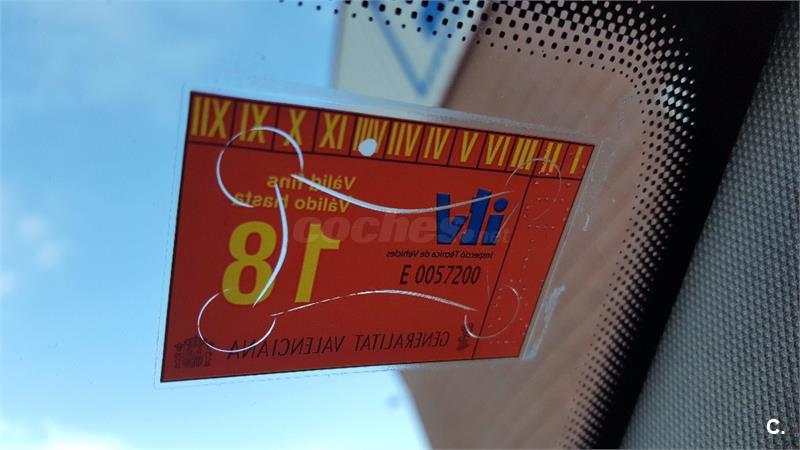 XII XI X IX VIII VII VI V IV III II I
Vàlid fins
Válido hasta
18
itv
Inspecció Tècnica de Vehicles
E 0057200
GENERALITAT VALENCIANA
coches.net
C.